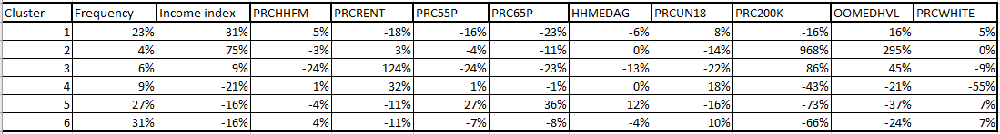 Cluster Frequency Income index PRCHHFM PRCRENT PRC55P PRC65P HHMEDAG PRCUN18 PRC200K OOMEDHVL PRCWHITE
1 23% 31% 5% -18% -16% -23% -6% 8% -16% 16% 5%
2 4% 75% -3% 3% -4% -11% 0% -14% 968% 295% 0%
3 6% 9% -24% 124% -24% -23% -13% -22% 86% 45% -9%
4 9% -21% 1% 32% 1% -1% 0% 18% -43% -21% -55%
5 27% -16% -4% -11% 27% 36% 12% -16% -73% -37% 7%
6 31% -16% 4% -11% -7% -8% -4% 10% -66% -24% 7%